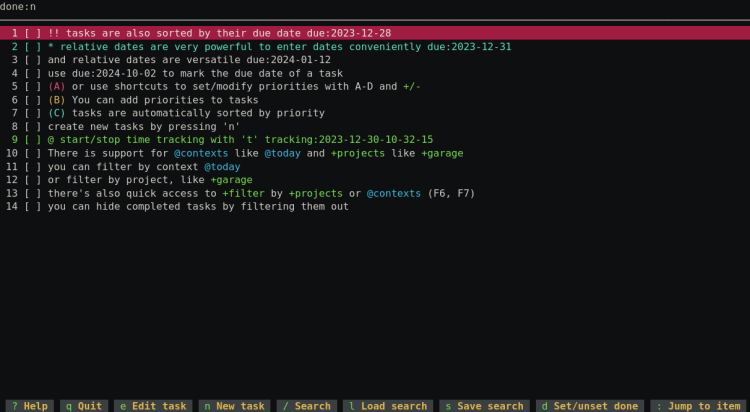 done:n
1 [ ] !! tasks are also sorted by their due date due:2023-12-28
2 [ ] * relative dates are very powerful to enter dates conveniently due:2023-12-31
3 [ ] and relative dates are versatile due:2024-01-12
4 [ ] use due:2024-10-02 to mark the due date of a task
5 [ ] (A) or use shortcuts to set/modify priorities with A-D and +/-
6 [ ] (B) You can add priorities to tasks
7 [ ] (C) tasks are automatically sorted by priority
8 [ ] create new tasks by pressing 'n'
9 [ ] @ start/stop time tracking with 't' tracking:2023-12-30-10-32-15
10 [ ] There is support for @contexts like @today and +projects like +garage
11 [ ] you can filter by context @today
12 [ ] or filter by project, like +garage
13 [ ] there's also quick access to +filter by +projects or @contexts (F6, F7)
14 [ ] you can hide completed tasks by filtering them out
? Help q Quit e Edit task n New task / Search l Load search s Save search d Set/unset done : Jump to item